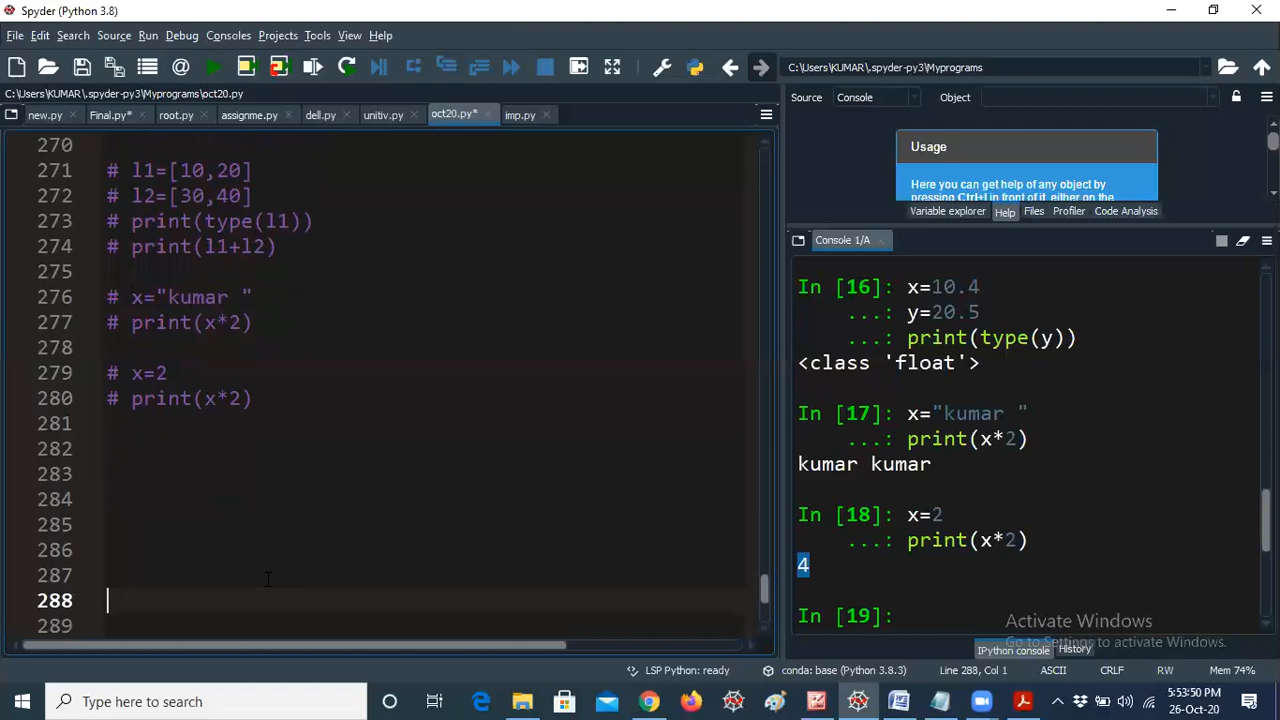 Spyder (Python 3.8)
File Edit Search Source Run Debug Consoles Projects Tools View Help
C:\Users\KUMAR\.spyder-py3\Myprograms
C:\Users\KUMAR\.spyder-py3\Myprograms\oct20.py
new.py Final.py* root.py assignme.py dell.py unitiv.py oct20.py* imp.py
Source Console Object
Usage
Here you can get help of any object by
pressing Ctrl+I in front of it, either on the
Variable explorer Help Files Profiler Code Analysis
Console 1/A
270
271 # l1=[10,20]
272 # l2=[30,40]
273 # print(type(l1))
274 # print(l1+l2)
275
276 # x="kumar "
277 # print(x*2)
278
279 # x=2
280 # print(x*2)
281
282
283
284
285
286
287
288
289
In [16]: x=10.4
...: y=20.5
...: print(type(y))
<class 'float'>
In [17]: x="kumar "
...: print(x*2)
kumar kumar
In [18]: x=2
...: print(x*2)
4
In [19]:
Activate Windows
Go to Settings to activate Windows.
IPython console History
LSP Python: ready conda: base (Python 3.8.3) Line 288, Col 1 ASCII CRLF RW Mem 74%
Type here to search
5:53:50 PM
26-Oct-20